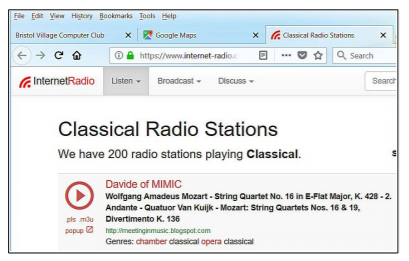 File Edit View History Bookmarks Tools Help
Bristol Village Computer Club × Google Maps × Classical Radio Stations ×
https://www.internet-radio.c Search
InternetRadio Listen Broadcast Discuss Search
Classical Radio Stations
We have 200 radio stations playing Classical. s
Davide of MIMIC
Wolfgang Amadeus Mozart - String Quartet No. 16 in E-Flat Major, K. 428 - 2.
Andante - Quatuor Van Kuijk - Mozart: String Quartets Nos. 16 & 19,
.pls .m3u Divertimento K. 136
popup http://meetinginmusic.blogspot.com
Genres: chamber classical opera classical